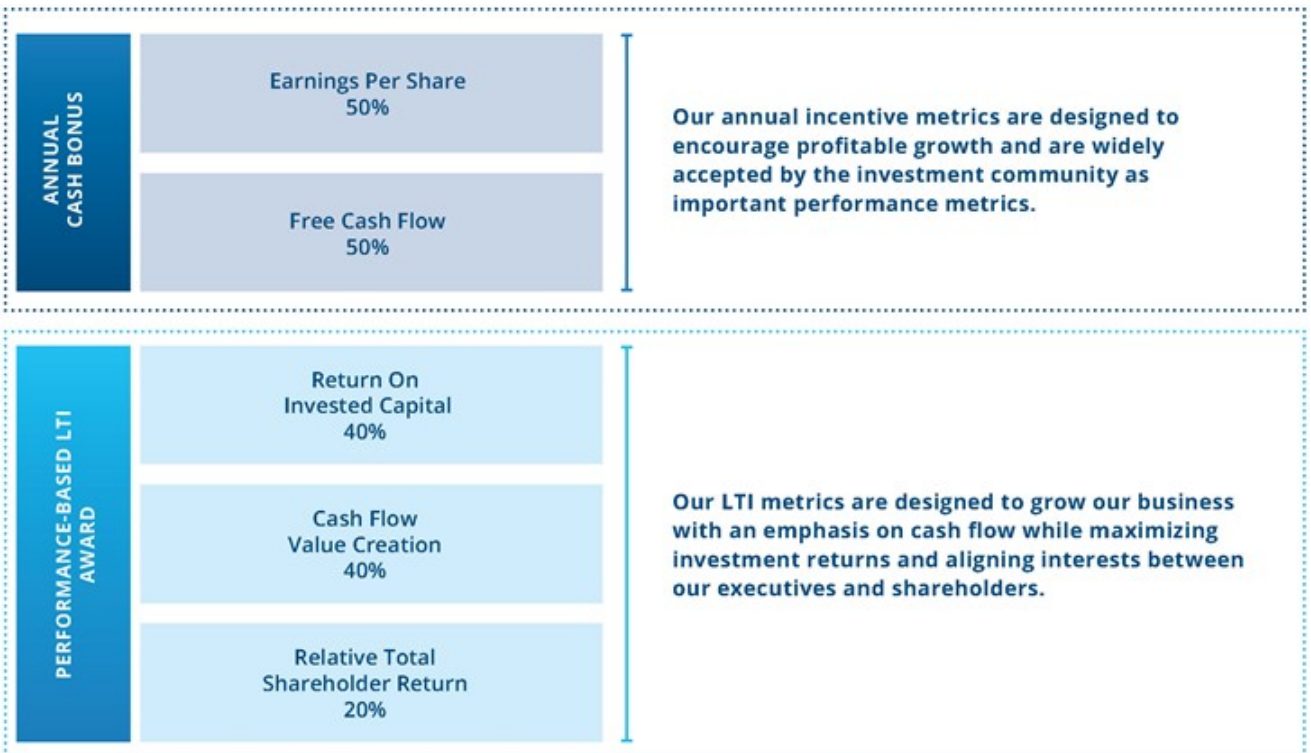 ANNUAL
CASH BONUS
Earnings Per Share
50%
Free Cash Flow
50%
Our annual incentive metrics are designed to
encourage profitable growth and are widely
accepted by the investment community as
important performance metrics.
PERFORMANCE-BASED LTI
AWARD
Return On
Invested Capital
40%
Cash Flow
Value Creation
40%
Relative Total
Shareholder Return
20%
Our LTI metrics are designed to grow our business
with an emphasis on cash flow while maximizing
investment returns and aligning interests between
our executives and shareholders.